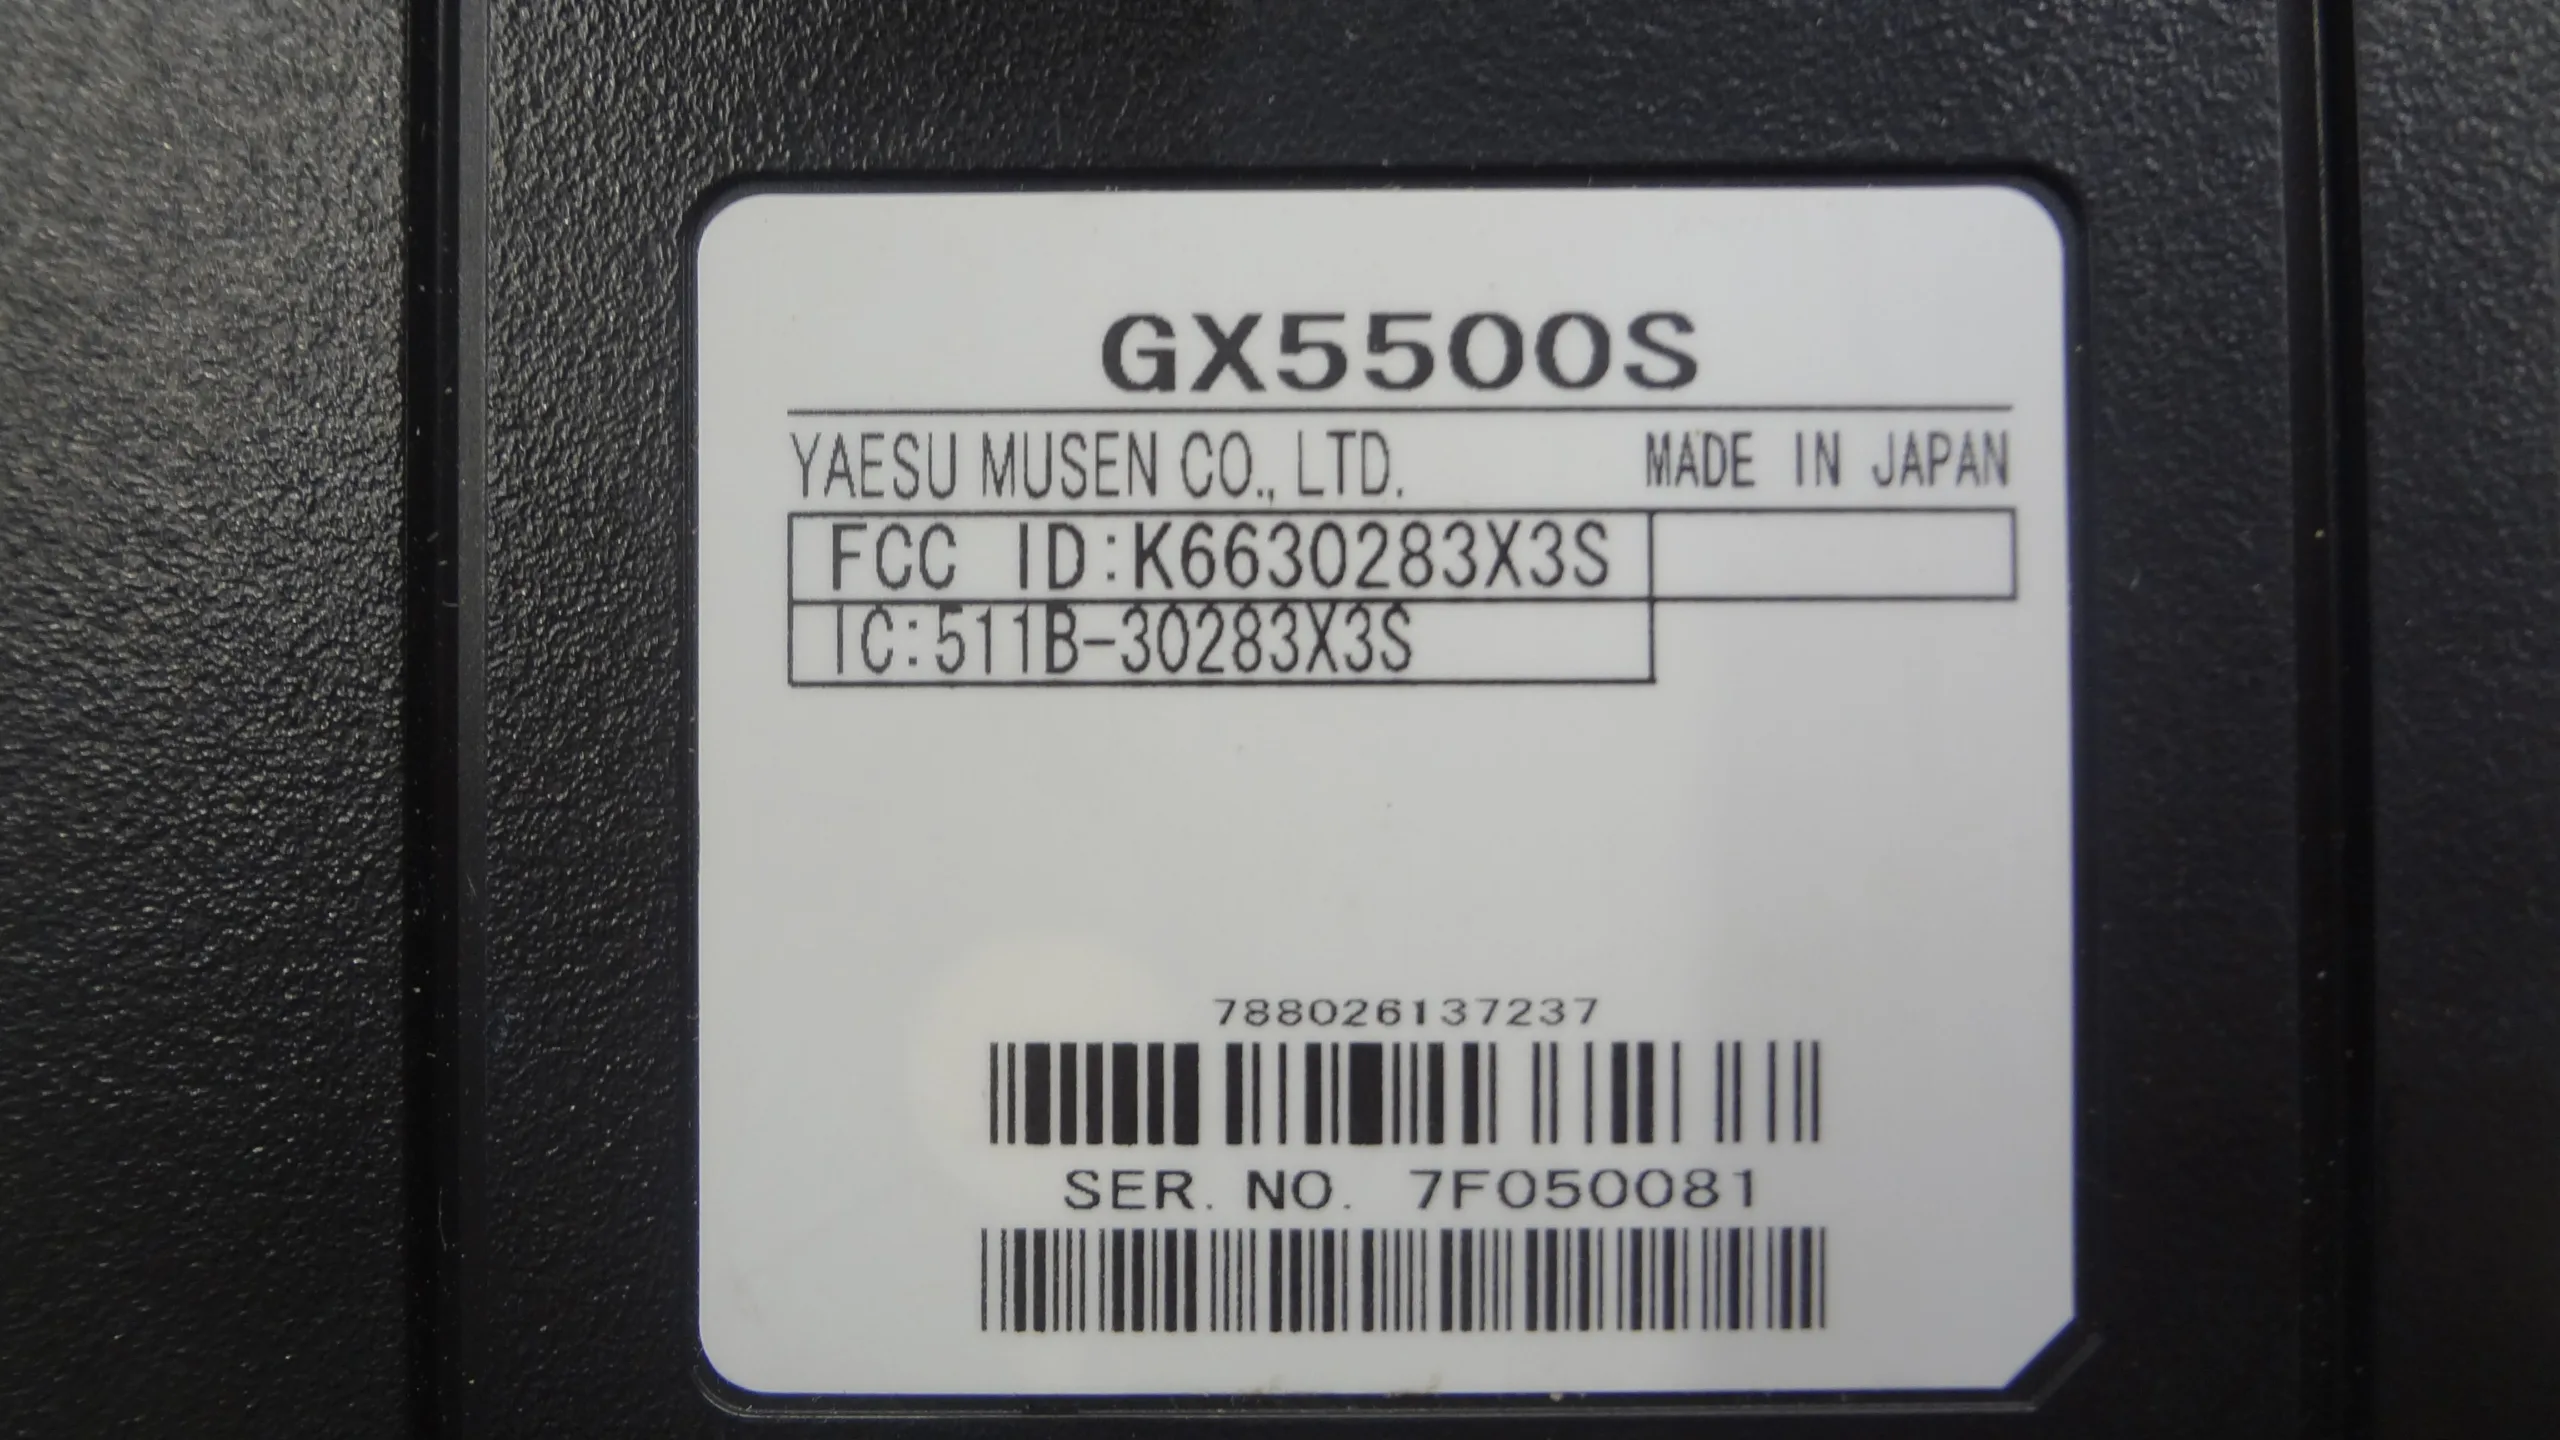 GX5500S
YAESU MUSEN CO., LTD. MADE IN JAPAN
FCC ID:K6630283X3S
IC:511B-30283X3S
788026137237
SER. NO. 7F050081